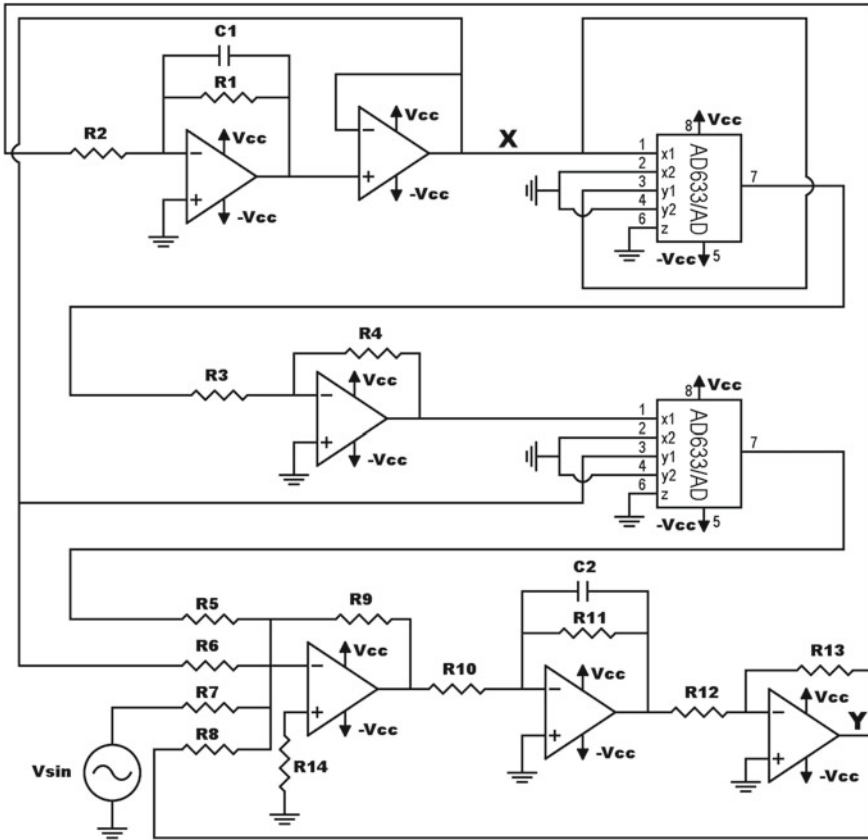 C1
R1
R2
Vcc
-Vcc
Vcc
-Vcc
X
8 Vcc
1 x1
2 x2
3 y1
4 y2
6 z
AD633/AD
7
-Vcc 5
R4
R3
Vcc
-Vcc
8 Vcc
1 x1
2 x2
3 y1
4 y2
6 z
AD633/AD
7
-Vcc 5
C2
R5
R9
R11
R6
R13
Vcc
R10
Vcc
R7
R12
Vcc
R8
-Vcc
-Vcc
Y
-Vcc
Vsin
R14